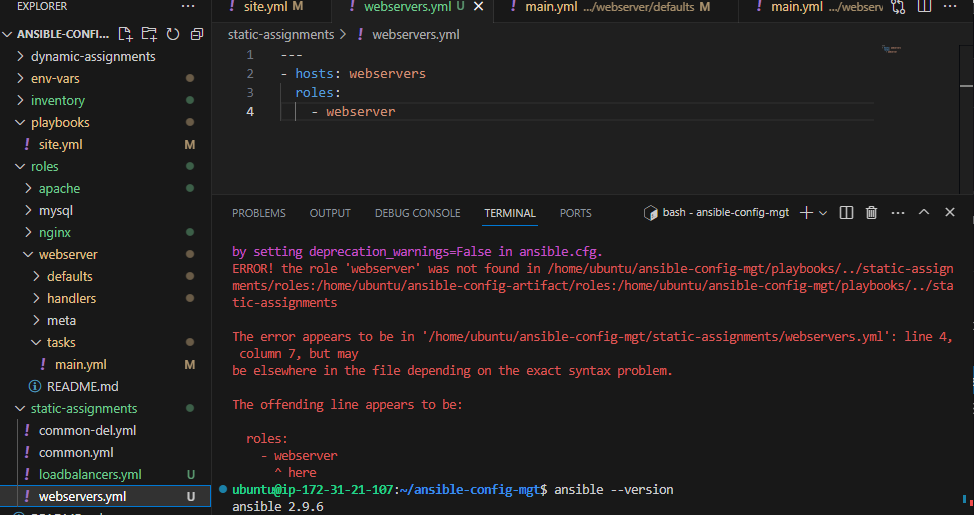 EXPLORER
···
site.yml M
webservers.yml U
main.yml .../webserver/defaults M
main.yml .../webserv
···
ANSIBLE-CONFIG...
static-assignments > webservers.yml
dynamic-assignments
env-vars
inventory
playbooks
site.yml M
roles
apache
mysql
nginx
webserver
defaults
handlers
meta
tasks
main.yml M
README.md
static-assignments
common-del.yml
common.yml
loadbalancers.yml U
webservers.yml U
1 ---
2 - hosts: webservers
3 roles:
4 - webserver
PROBLEMS OUTPUT DEBUG CONSOLE TERMINAL PORTS bash - ansible-config-mgt ···
by setting deprecation_warnings=False in ansible.cfg.
ERROR! the role 'webserver' was not found in /home/ubuntu/ansible-config-mgt/playbooks/../static-assign
ments/roles:/home/ubuntu/ansible-config-artifact/roles:/home/ubuntu/ansible-config-mgt/playbooks/../sta
tic-assignments
The error appears to be in '/home/ubuntu/ansible-config-mgt/static-assignments/webservers.yml': line 4,
column 7, but may
be elsewhere in the file depending on the exact syntax problem.
The offending line appears to be:
roles:
- webserver
^ here
ubuntu@ip-172-31-21-107:~/ansible-config-mgt$ ansible --version
ansible 2.9.6